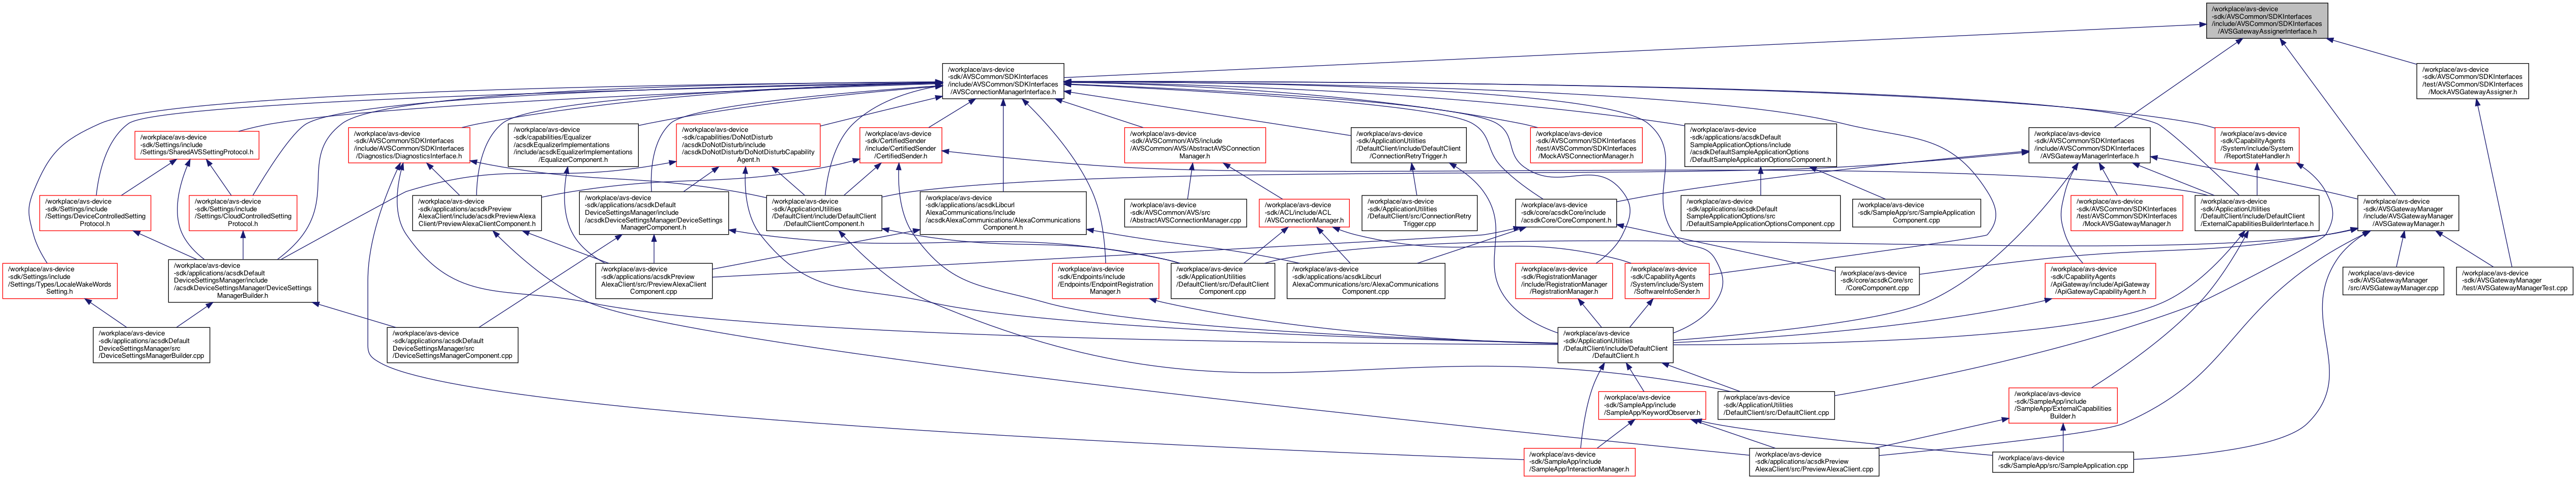 /workplace/avs-device
-sdk/AVSCommon/SDKInterfaces
/include/AVSCommon/SDKInterfaces
/AVSGatewayAssignerInterface.h
/workplace/avs-device
-sdk/AVSCommon/SDKInterfaces
/include/AVSCommon/SDKInterfaces
/AVSConnectionManagerInterface.h
/workplace/avs-device
-sdk/AVSCommon/SDKInterfaces
/test/AVSCommon/SDKInterfaces
/MockAVSGatewayAssigner.h
/workplace/avs-device
-sdk/Settings/include
/Settings/SharedAVSSettingProtocol.h
/workplace/avs-device
-sdk/AVSCommon/SDKInterfaces
/include/AVSCommon/SDKInterfaces
/Diagnostics/DiagnosticsInterface.h
/workplace/avs-device
-sdk/capabilities/Equalizer
/acsdkEqualizerImplementations
/include/acsdkEqualizerImplementations
/EqualizerComponent.h
/workplace/avs-device
-sdk/capabilities/DoNotDisturb
/acsdkDoNotDisturb/include
/acsdkDoNotDisturb/DoNotDisturbCapability
Agent.h
/workplace/avs-device
-sdk/CertifiedSender
/include/CertifiedSender
/CertifiedSender.h
/workplace/avs-device
-sdk/AVSCommon/AVS/include
/AVSCommon/AVS/AbstractAVSConnection
Manager.h
/workplace/avs-device
-sdk/ApplicationUtilities
/DefaultClient/include/DefaultClient
/ConnectionRetryTrigger.h
/workplace/avs-device
-sdk/AVSCommon/SDKInterfaces
/test/AVSCommon/SDKInterfaces
/MockAVSConnectionManager.h
/workplace/avs-device
-sdk/applications/acsdkDefault
SampleApplicationOptions/include
/acsdkDefaultSampleApplicationOptions
/DefaultSampleApplicationOptionsComponent.h
/workplace/avs-device
-sdk/AVSCommon/SDKInterfaces
/include/AVSCommon/SDKInterfaces
/AVSGatewayManagerInterface.h
/workplace/avs-device
-sdk/CapabilityAgents
/System/include/System
/ReportStateHandler.h
/workplace/avs-device
-sdk/Settings/include
/Settings/DeviceControlledSetting
Protocol.h
/workplace/avs-device
-sdk/Settings/include
/Settings/CloudControlledSetting
Protocol.h
/workplace/avs-device
-sdk/applications/acsdkPreview
AlexaClient/include/acsdkPreviewAlexa
Client/PreviewAlexaClientComponent.h
/workplace/avs-device
-sdk/applications/acsdkDefault
DeviceSettingsManager/include
/acsdkDeviceSettingsManager/DeviceSettings
ManagerComponent.h
/workplace/avs-device
-sdk/ApplicationUtilities
/DefaultClient/include/DefaultClient
/DefaultClientComponent.h
/workplace/avs-device
-sdk/applications/acsdkLibcurl
AlexaCommunications/include
/acsdkAlexaCommunications/AlexaCommunications
Component.h
/workplace/avs-device
-sdk/AVSCommon/AVS/src
/AbstractAVSConnectionManager.cpp
/workplace/avs-device
-sdk/ACL/include/ACL
/AVSConnectionManager.h
/workplace/avs-device
-sdk/ApplicationUtilities
/DefaultClient/src/ConnectionRetry
Trigger.cpp
/workplace/avs-device
-sdk/core/acsdkCore/include
/acsdkCore/CoreComponent.h
/workplace/avs-device
-sdk/applications/acsdkDefault
SampleApplicationOptions/src
/DefaultSampleApplicationOptionsComponent.cpp
/workplace/avs-device
-sdk/SampleApp/src/SampleApplication
Component.cpp
/workplace/avs-device
-sdk/AVSCommon/SDKInterfaces
/test/AVSCommon/SDKInterfaces
/MockAVSGatewayManager.h
/workplace/avs-device
-sdk/ApplicationUtilities
/DefaultClient/include/DefaultClient
/ExternalCapabilitiesBuilderInterface.h
/workplace/avs-device
-sdk/AVSGatewayManager
/include/AVSGatewayManager
/AVSGatewayManager.h
/workplace/avs-device
-sdk/Settings/include
/Settings/Types/LocaleWakeWords
Setting.h
/workplace/avs-device
-sdk/applications/acsdkDefault
DeviceSettingsManager/include
/acsdkDeviceSettingsManager/DeviceSettings
ManagerBuilder.h
/workplace/avs-device
-sdk/applications/acsdkPreview
AlexaClient/src/PreviewAlexaClient
Component.cpp
/workplace/avs-device
-sdk/Endpoints/include
/Endpoints/EndpointRegistration
Manager.h
/workplace/avs-device
-sdk/ApplicationUtilities
/DefaultClient/src/DefaultClient
Component.cpp
/workplace/avs-device
-sdk/applications/acsdkLibcurl
AlexaCommunications/src/AlexaCommunications
Component.cpp
/workplace/avs-device
-sdk/RegistrationManager
/include/RegistrationManager
/RegistrationManager.h
/workplace/avs-device
-sdk/CapabilityAgents
/System/include/System
/SoftwareInfoSender.h
/workplace/avs-device
-sdk/core/acsdkCore/src
/CoreComponent.cpp
/workplace/avs-device
-sdk/CapabilityAgents
/ApiGateway/include/ApiGateway
/ApiGatewayCapabilityAgent.h
/workplace/avs-device
-sdk/AVSGatewayManager
/src/AVSGatewayManager.cpp
/workplace/avs-device
-sdk/AVSGatewayManager
/test/AVSGatewayManagerTest.cpp
/workplace/avs-device
-sdk/applications/acsdkDefault
DeviceSettingsManager/src
/DeviceSettingsManagerBuilder.cpp
/workplace/avs-device
-sdk/applications/acsdkDefault
DeviceSettingsManager/src
/DeviceSettingsManagerComponent.cpp
/workplace/avs-device
-sdk/ApplicationUtilities
/DefaultClient/include/DefaultClient
/DefaultClient.h
/workplace/avs-device
-sdk/SampleApp/include
/SampleApp/KeywordObserver.h
/workplace/avs-device
-sdk/ApplicationUtilities
/DefaultClient/src/DefaultClient.cpp
/workplace/avs-device
-sdk/SampleApp/include
/SampleApp/ExternalCapabilities
Builder.h
/workplace/avs-device
-sdk/SampleApp/include
/SampleApp/InteractionManager.h
/workplace/avs-device
-sdk/applications/acsdkPreview
AlexaClient/src/PreviewAlexaClient.cpp
/workplace/avs-device
-sdk/SampleApp/src/SampleApplication.cpp